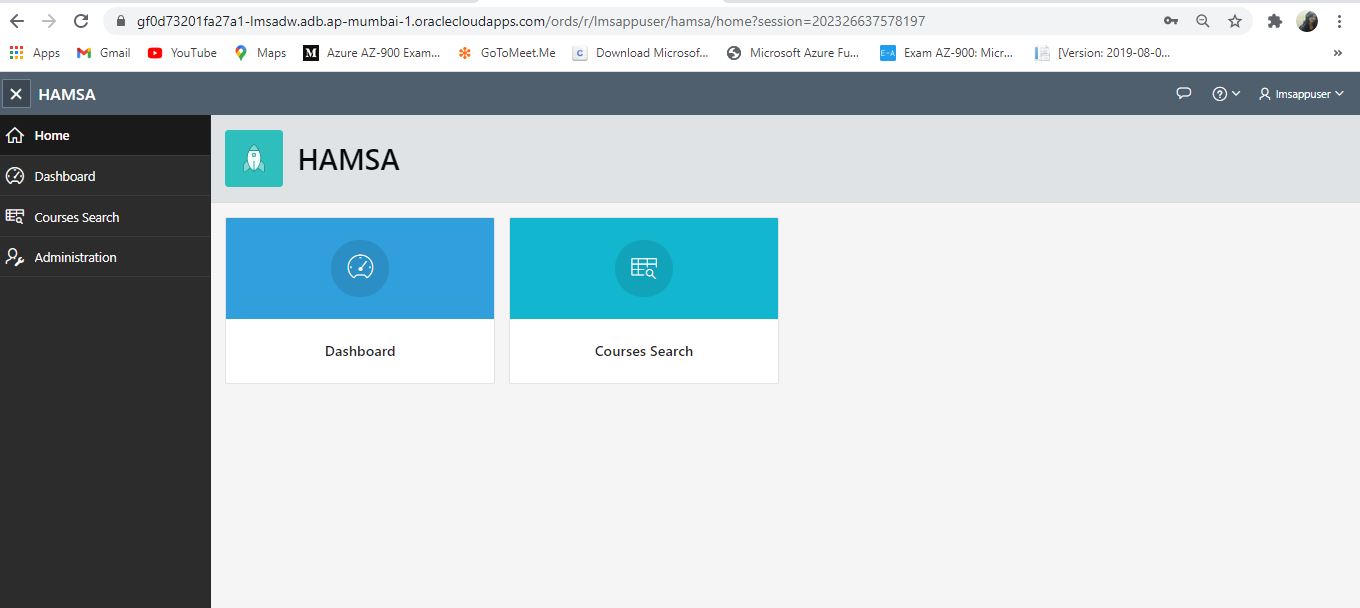 gf0d73201fa27a1-lmsadw.adb.ap-mumbai-1.oraclecloudapps.com/ords/r/lmsappuser/hamsa/home?session=202326637578197
Apps Gmail YouTube Maps M Azure AZ-900 Exam... GoToMeet.Me C Download Microsof... Microsoft Azure Fu... E-A Exam AZ-900: Micr... [Version: 2019-08-0... »
HAMSA lmsappuser
Home
HAMSA
Dashboard
Courses Search
Administration
Dashboard Courses Search